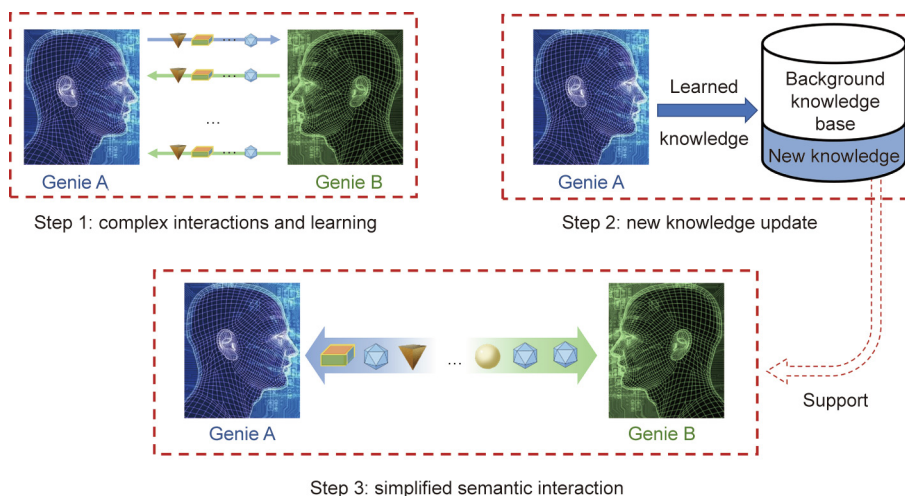 ...
...
...
Genie A
Genie B
Step 1: complex interactions and learning
Genie A
Learned
knowledge
Background
knowledge
base
New knowledge
Step 2: new knowledge update
...
Genie A
Genie B
Support
Step 3: simplified semantic interaction